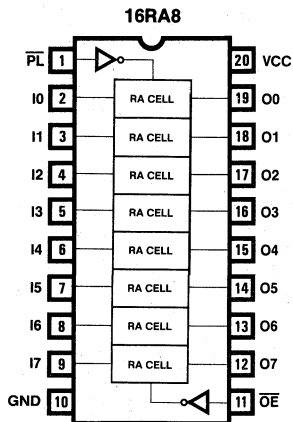 16RA8
P̅L̅ 1 20 VCC
I0 2 RA CELL 19 O0
I1 3 RA CELL 18 O1
I2 4 RA CELL 17 O2
I3 5 RA CELL 16 O3
I4 6 RA CELL 15 O4
I5 7 RA CELL 14 O5
I6 8 RA CELL 13 O6
I7 9 RA CELL 12 O7
GND 10 11 O̅E̅